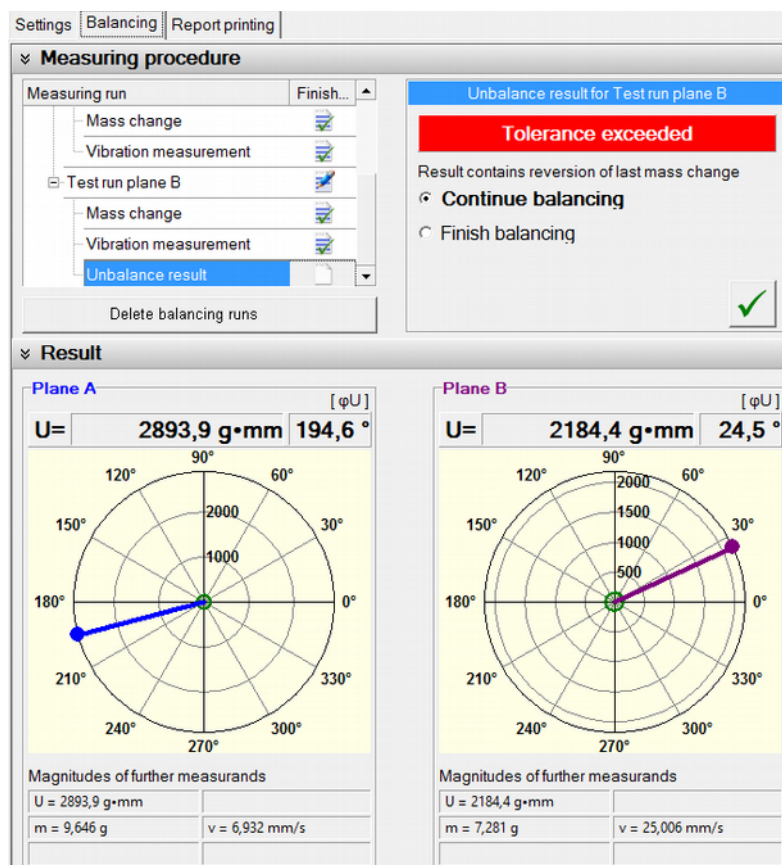 Settings Balancing Report printing
Measuring procedure
Measuring run Finish...
Mass change
Vibration measurement
Test run plane B
Mass change
Vibration measurement
Unbalance result
Delete balancing runs
Unbalance result for Test run plane B
Tolerance exceeded
Result contains reversion of last mass change
Continue balancing
Finish balancing
Result
Plane A
[ φU ]
U= 2893,9 g•mm 194,6 °
90°
120° 60°
2000
150° 30°
1000
180° 0°
210° 330°
240° 300°
270°
Magnitudes of further measurands
U = 2893,9 g•mm
m = 9,646 g v = 6,932 mm/s
Plane B
[ φU ]
U= 2184,4 g•mm 24,5 °
90°
120° 2000 60°
1500
150° 30°
1000
500
180° 0°
210° 330°
240° 300°
270°
Magnitudes of further measurands
U = 2184,4 g•mm
m = 7,281 g v = 25,006 mm/s